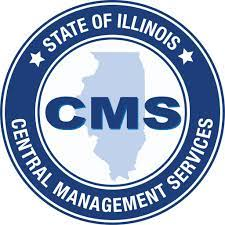 STATE OF ILLINOIS
CMS
CENTRAL MANAGEMENT SERVICES